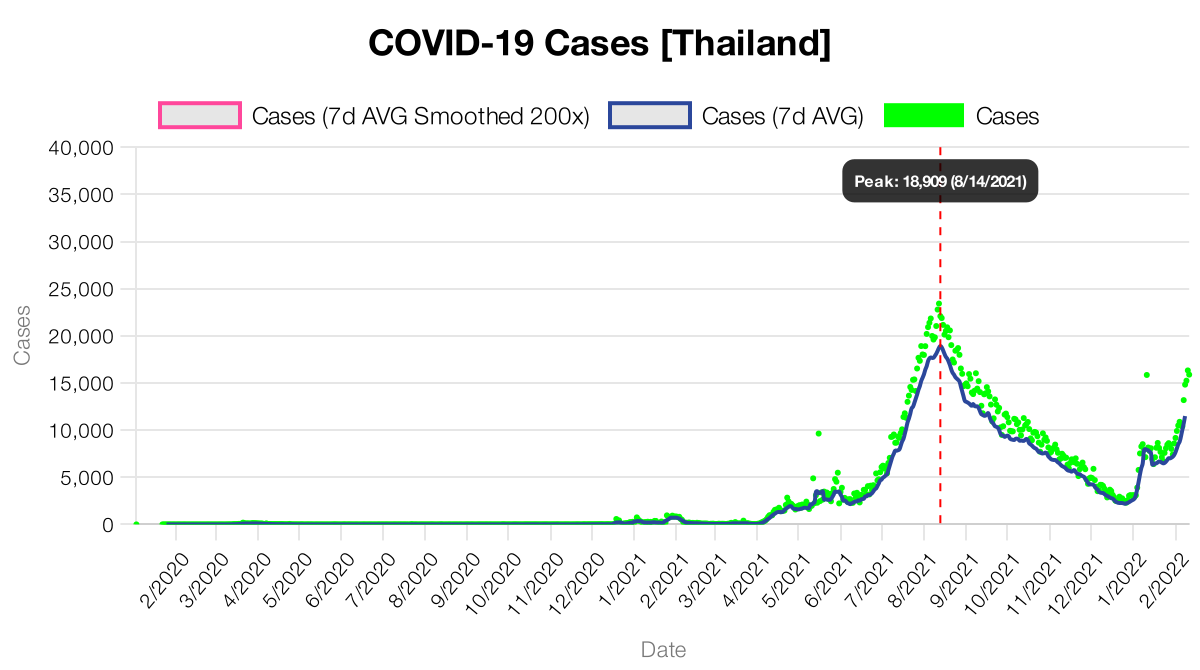 COVID-19 Cases [Thailand]
Cases (7d AVG Smoothed 200x) Cases (7d AVG) Cases
40,000
Peak: 18,909 (8/14/2021)
35,000
30,000
25,000
20,000
15,000
10,000
5,000
0
Cases
2/2020 3/2020 4/2020 5/2020 6/2020 7/2020 8/2020 9/2020 10/2020 11/2020 12/2020 1/2021 2/2021 3/2021 4/2021 5/2021 6/2021 7/2021 8/2021 9/2021 10/2021 11/2021 12/2021 1/2022 2/2022
Date